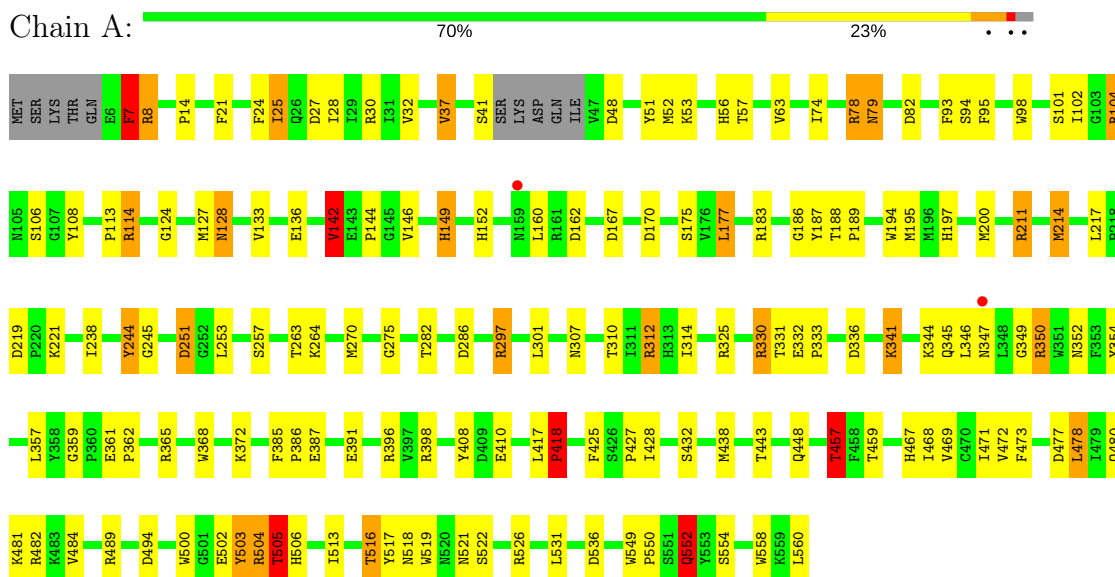 Chain A:
70% 23%
MET SER LYS THR GLN E6 F7 R8 P14 F21 F24 I25 Q26 D27 I28 I29 R30 I31 V32 V37 S41 SER LYS ASP GLN ILE V47 D48 Y51 M52 K53 H56 T57 V63 I74 R78 N79 D82 F93 S94 F95 W98 S101 I102 G103 R104
N105 S106 G107 Y108 P113 R114 G124 M127 N128 V133 E136 V142 E143 P144 G145 V146 H149 H152 N159 L160 R161 D162 D167 D170 S175 V176 L177 R183 G186 Y187 T188 P189 W194 M195 M196 H197 M200 R211 M214 L217 P218
D219 P220 K221 I238 Y244 G245 D251 G252 L253 S257 T263 K264 M270 G275 T282 D286 R297 L301 N307 T310 I311 R312 H313 I314 R325 R330 T331 E332 P333 D336 K341 K344 Q345 L346 N347 L348 G349 R350 W351 N352 F353 Y354
L357 Y358 G359 P360 E361 P362 R365 W368 K372 F385 P386 E387 E391 R396 V397 R398 Y408 D409 E410 L417 P418 F425 S426 P427 I428 S432 M438 T443 Q448 T457 F458 T459 H467 I468 V469 C470 I471 V472 F473 D477 L478 I479 Q480
K481 R482 K483 V484 R489 D494 W500 G501 E502 Y503 R504 T505 H506 I513 T516 Y517 N518 W519 N520 N521 S522 R526 L531 D536 W549 P550 S551 Q552 Y553 S554 W558 K559 L560